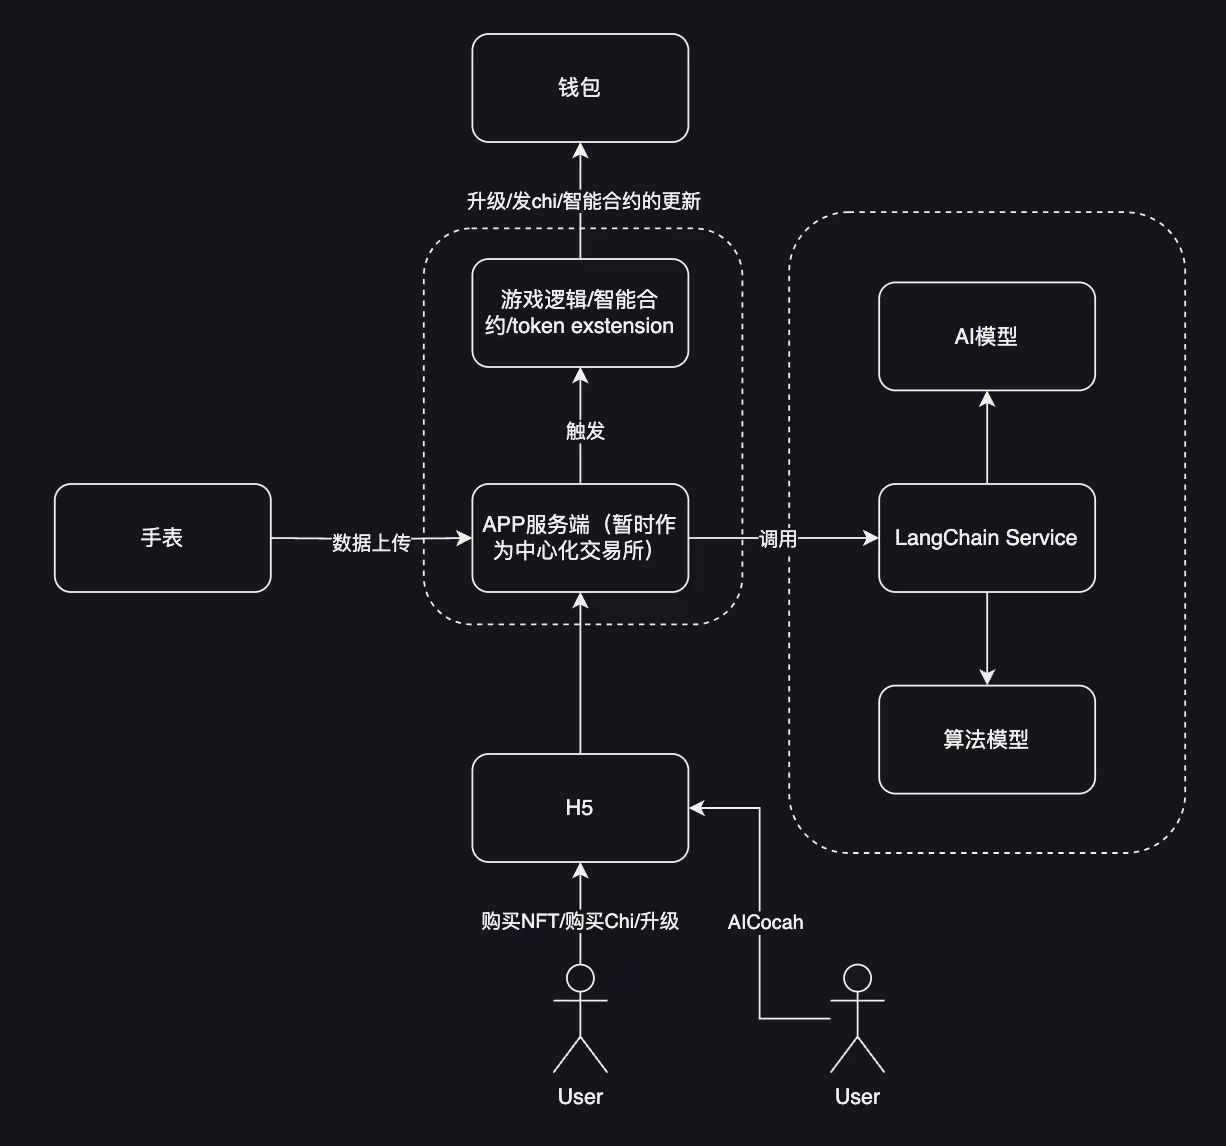 钱包
升级/发chi/智能合约的更新
游戏逻辑/智能合
约/token exstension
AI模型
触发
手表
数据上传
APP服务端（暂时作
为中心化交易所）
调用
LangChain Service
算法模型
H5
购买NFT/购买Chi/升级
AICocah
User
User